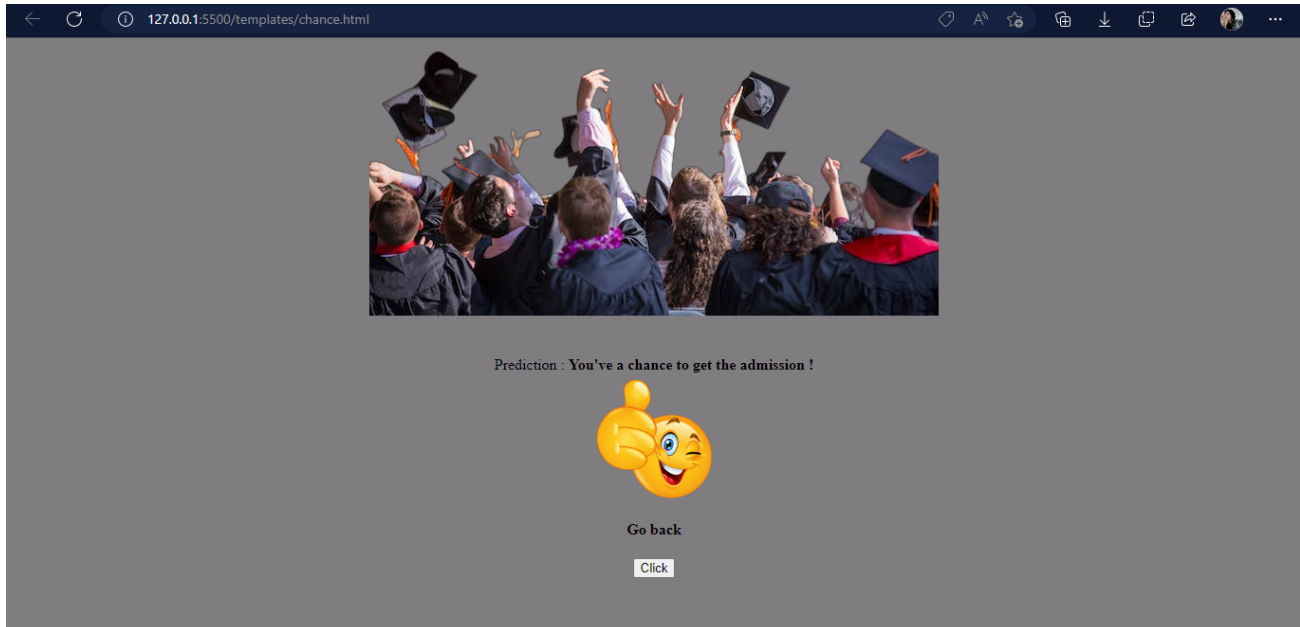 127.0.0.1:5500/templates/chance.html
Prediction : You've a chance to get the admission !
Go back
Click